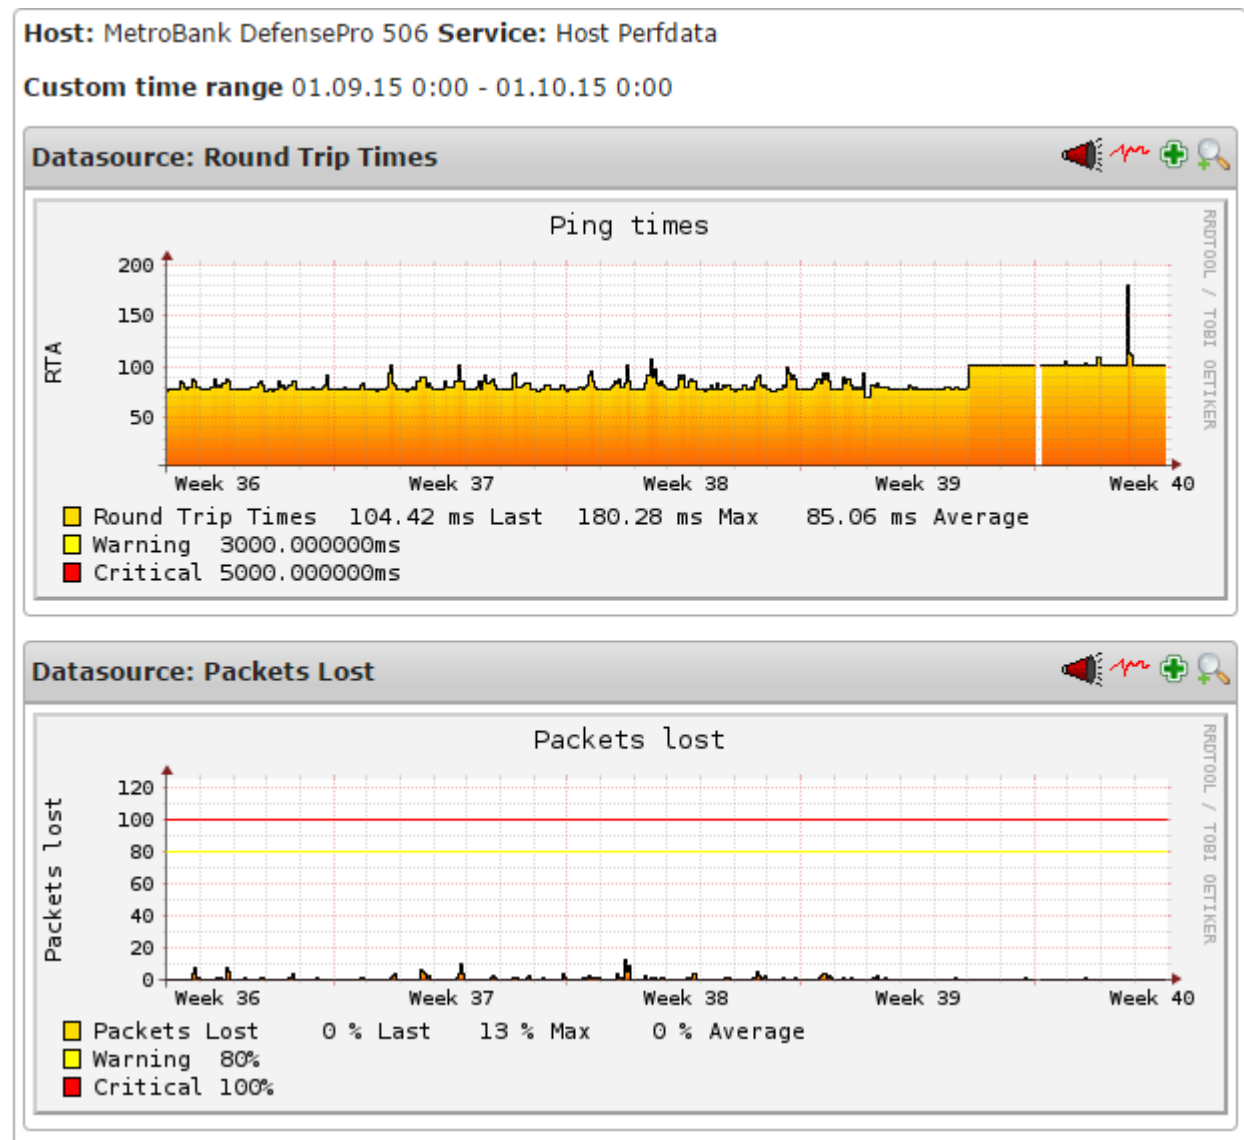 Host: MetroBank DefensePro 506 Service: Host Perfdata
Custom time range 01.09.15 0:00 - 01.10.15 0:00
Datasource: Round Trip Times
Ping times
RRDTOOL / TOBI OETIKER
RTA
200
150
100
50
Week 36 Week 37 Week 38 Week 39 Week 40
Round Trip Times 104.42 ms Last 180.28 ms Max 85.06 ms Average
Warning 3000.000000ms
Critical 5000.000000ms
Datasource: Packets Lost
Packets lost
RRDTOOL / TOBI OETIKER
Packets lost
120
100
80
60
40
20
0
Week 36 Week 37 Week 38 Week 39 Week 40
Packets Lost 0 % Last 13 % Max 0 % Average
Warning 80%
Critical 100%